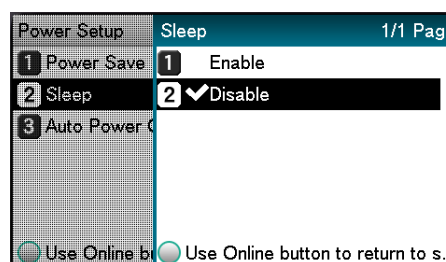 Power Setup
1 Power Save
2 Sleep
3 Auto Power
Use Online
Sleep 1/1 Pag
1 Enable
2 Disable
Use Online button to return to s.